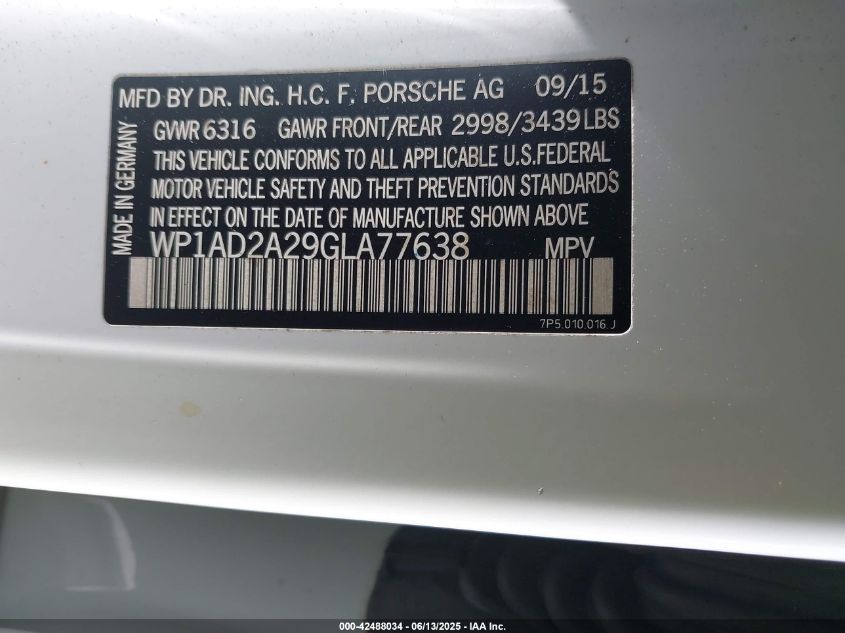 MFD BY DR. ING. H.C. F. PORSCHE AG 09/15
GVWR 6316 GAWR FRONT/REAR 2998/3439 LBS
THIS VEHICLE CONFORMS TO ALL APPLICABLE U.S.FEDERAL
MOTOR VEHICLE SAFETY AND THEFT PREVENTION STANDARDS
IN EFFECT ON THE DATE OF MANUFACTURE SHOWN ABOVE
WP1AD2A29GLA77638 MPV
MADE IN GERMANY
7P5.010.016 J
000-42488034 - 06/13/2025 - IAA Inc.